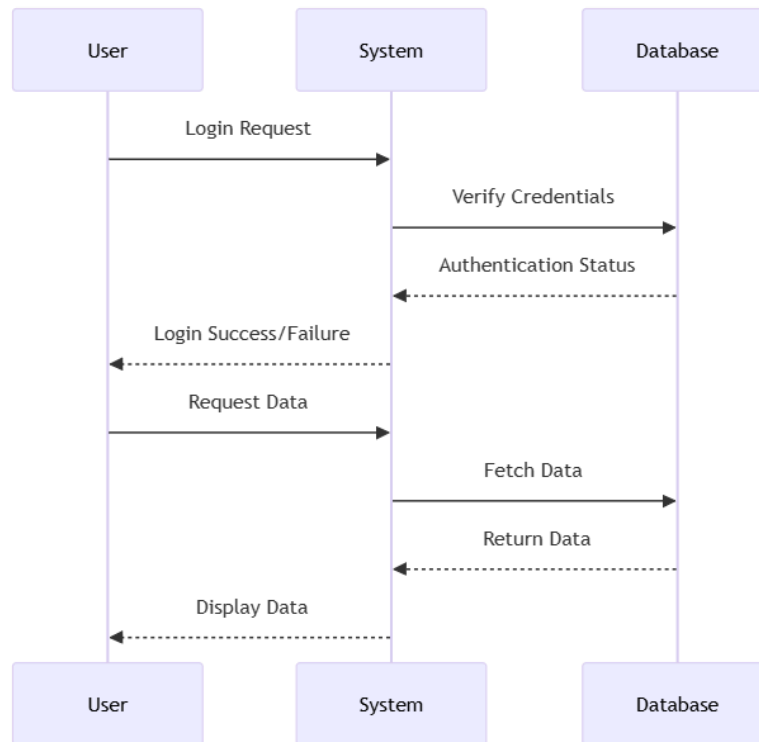 User System Database
Login Request
Verify Credentials
Authentication Status
Login Success/Failure
Request Data
Fetch Data
Return Data
Display Data
User System Database